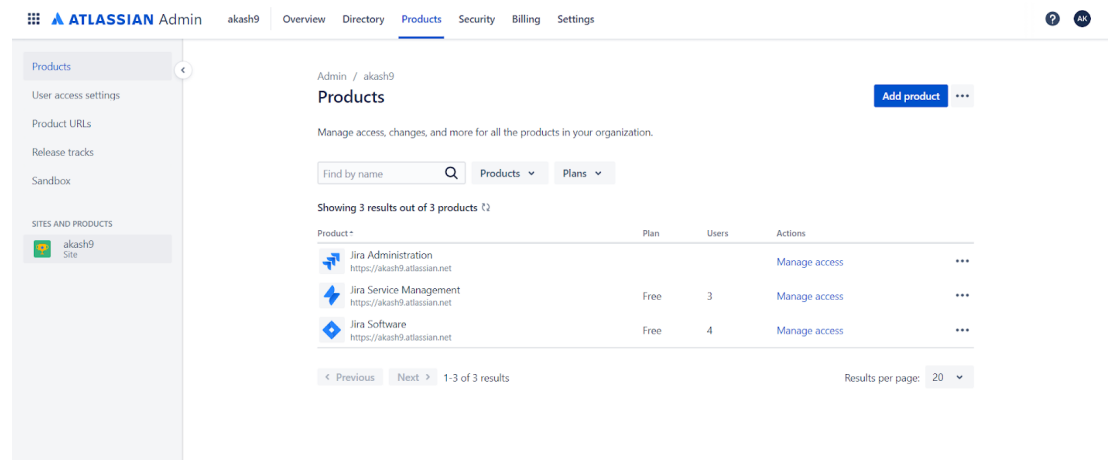 ATLASSIAN Admin akash9 Overview Directory Products Security Billing Settings ? AK
Products
User access settings
Product URLs
Release tracks
Sandbox
SITES AND PRODUCTS
akash9
Site
Admin / akash9
Products
Add product
Manage access, changes, and more for all the products in your organization.
Find by name Products Plans
Showing 3 results out of 3 products
Product Plan Users Actions
Jira Administration
https://akash9.atlassian.net
Manage access
Jira Service Management
https://akash9.atlassian.net
Free 3 Manage access
Jira Software
https://akash9.atlassian.net
Free 4 Manage access
Previous Next 1-3 of 3 results Results per page: 20